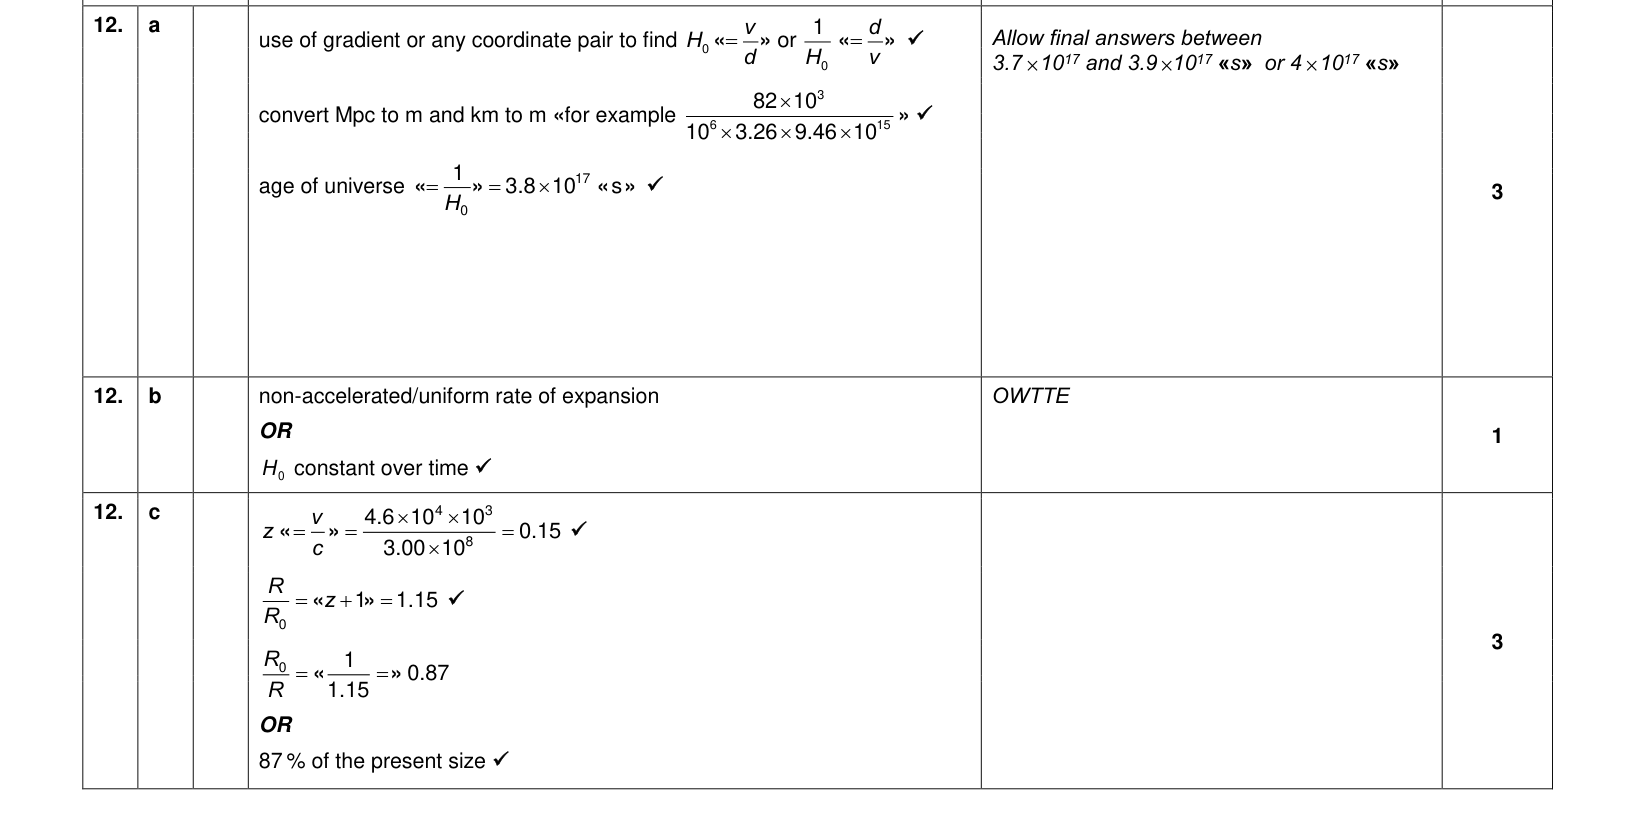 12. a use of gradient or any coordinate pair to find H₀ «= v/d» or 1/H₀ «= d/v» ✓ Allow final answers between
3.7×10¹⁷ and 3.9×10¹⁷ «s» or 4×10¹⁷ «s»
convert Mpc to m and km to m «for example (82×10³)/(10⁶×3.26×9.46×10¹⁵)» ✓
age of universe «= 1/H₀» = 3.8×10¹⁷ «s» ✓
3
12. b non-accelerated/uniform rate of expansion OWTTE
OR
1
H₀ constant over time ✓
12. c z «= v/c» = (4.6×10⁴×10³)/(3.00×10⁸) = 0.15 ✓
R/R₀ = «z+1» = 1.15 ✓
3
R₀/R = «1/1.15 =» 0.87
OR
87 % of the present size ✓